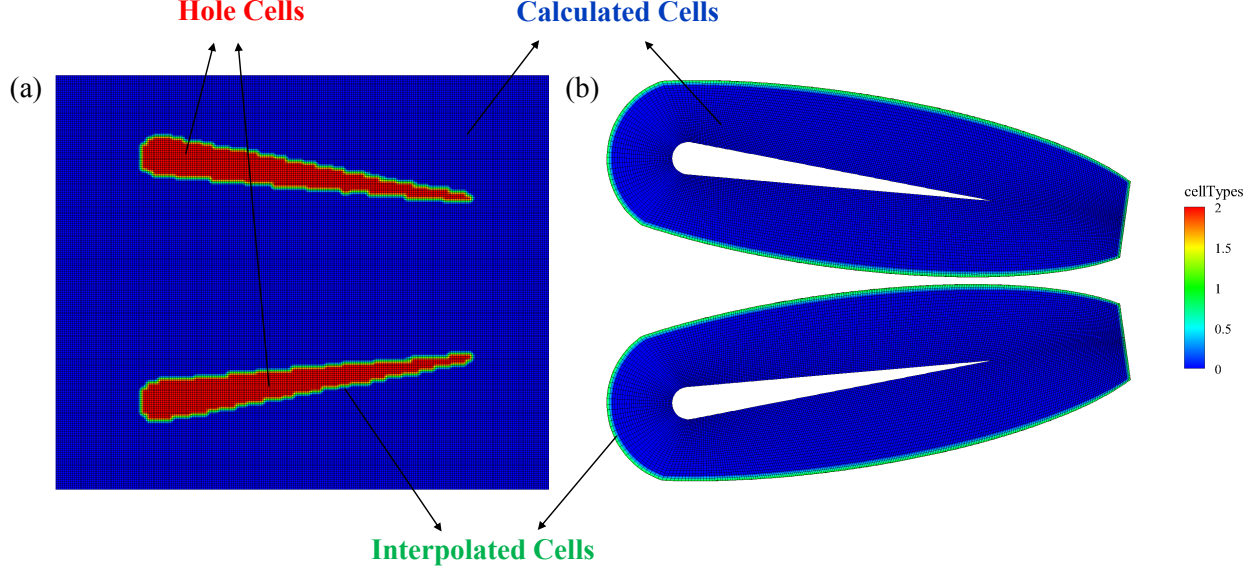 Hole Cells
Calculated Cells
(a)
(b)
cellTypes
2
1.5
1
0.5
0
Interpolated Cells